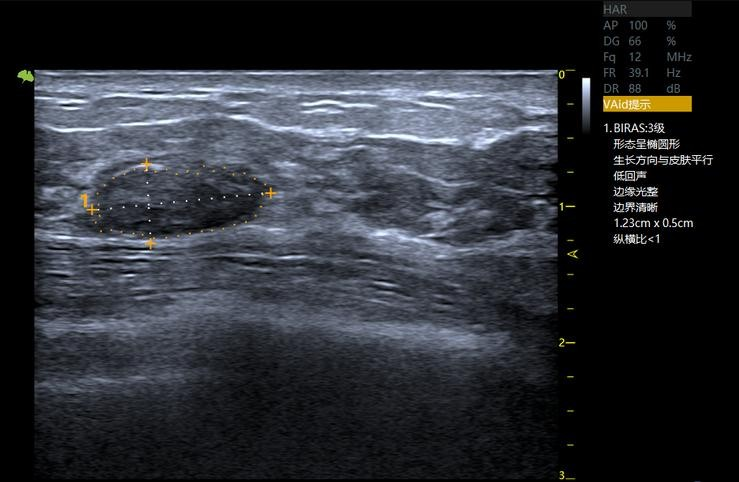 HAR
AP 100 %
DG 66 %
Fq 12 MHz
FR 39.1 Hz
DR 88 dB
VAid提示
1.BIRAS:3级
形态呈椭圆形
生长方向与皮肤平行
低回声
边缘光整
边界清晰
1.23cm x 0.5cm
纵横比<1
0
1
1
2
3